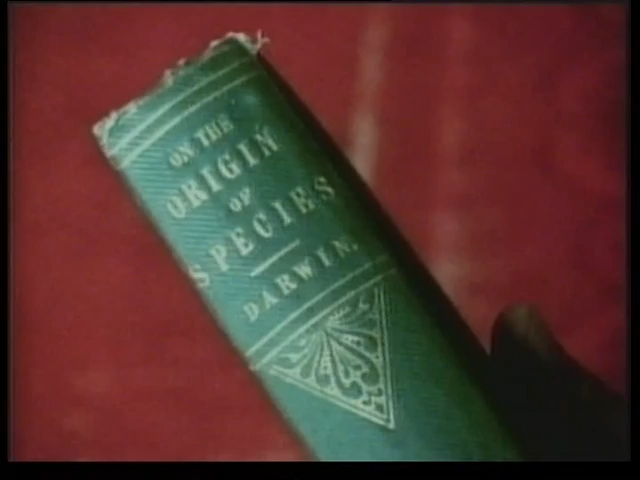 ON THE
ORIGIN
OF
SPECIES
DARWIN.